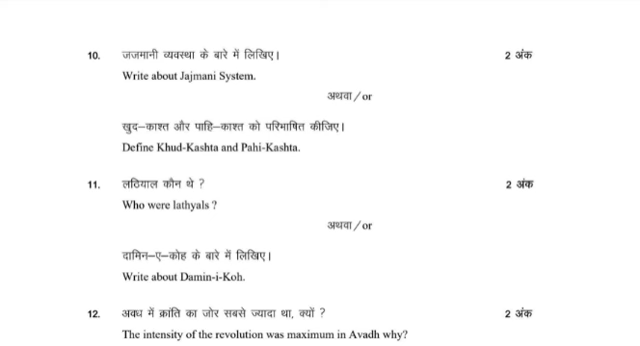 10. जजमानी व्यवस्था के बारे में लिखिए। 2 अंक
Write about Jajmani System.
अथवा / or
खुद–काश्त और पाहि–काश्त को परिभाषित कीजिए।
Define Khud-Kashta and Pahi-Kashta.
11. लठियाल कौन थे ? 2 अंक
Who were lathyals ?
अथवा / or
दामिन–ए–कोह के बारे में लिखिए।
Write about Damin-i-Koh.
12. अवध में क्रांति का जोर सबसे ज्यादा था, क्यों ? 2 अंक
The intensity of the revolution was maximum in Avadh why?